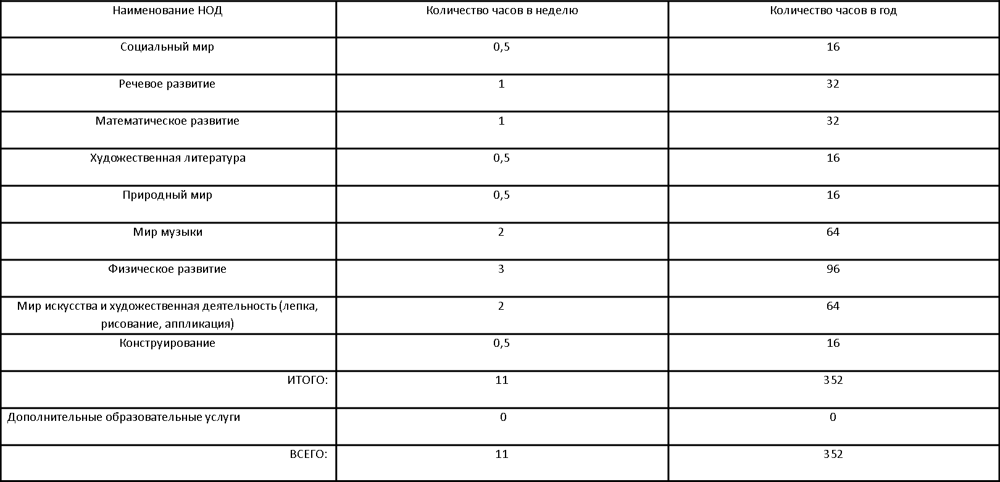 Наименование НОД Количество часов в неделю Количество часов в год
Социальный мир 0,5 16
Речевое развитие 1 32
Математическое развитие 1 32
Художественная литература 0,5 16
Природный мир 0,5 16
Мир музыки 2 64
Физическое развитие 3 96
Мир искусства и художественная деятельность (лепка, 2 64
рисование, аппликация)
Конструирование 0,5 16
ИТОГО: 11 352
Дополнительные образовательные услуги 0 0
ВСЕГО: 11 352